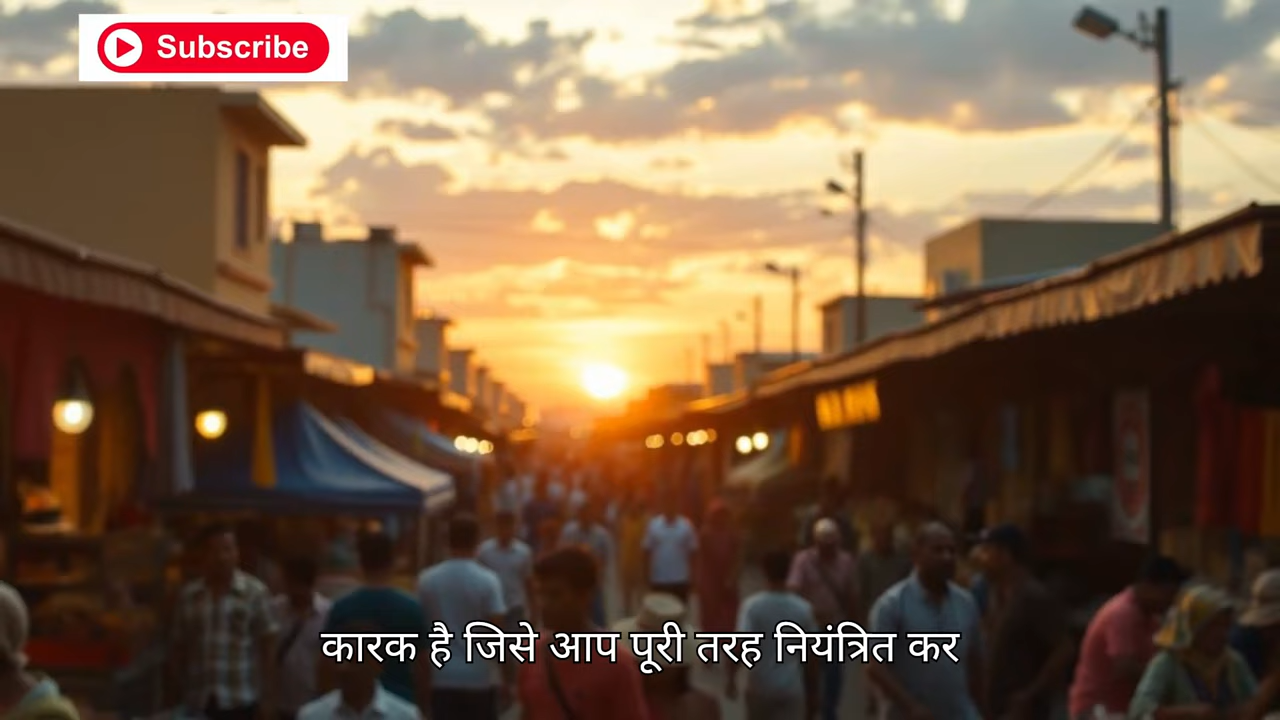 Subscribe
कारक है जिसे आप पूरी तरह नियंत्रित कर